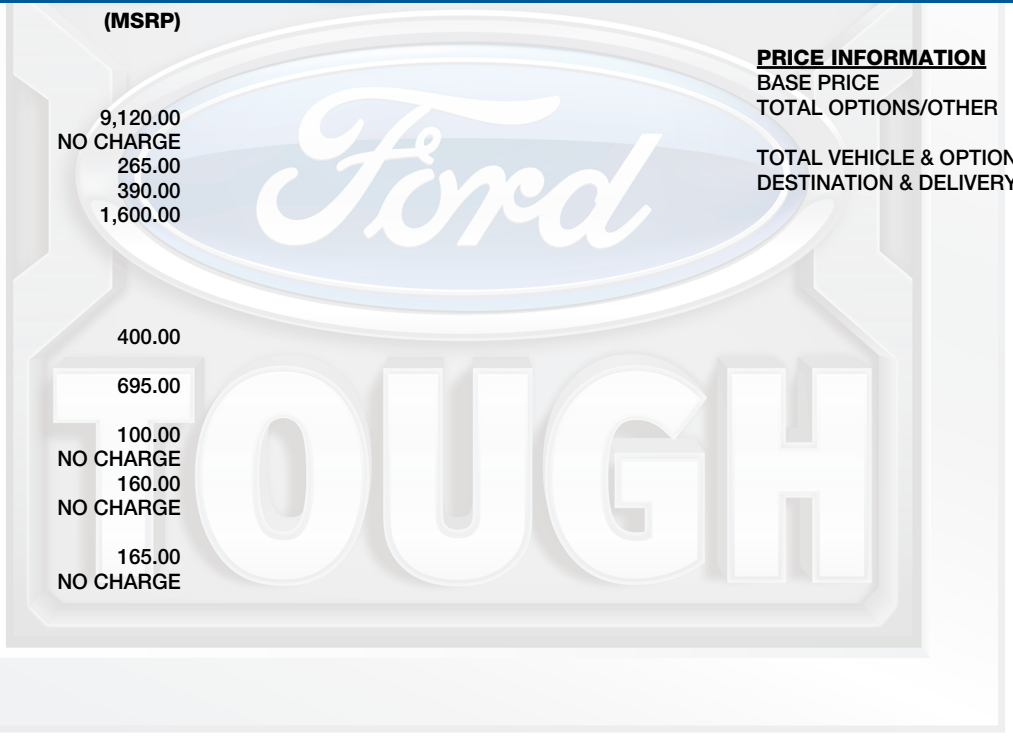 (MSRP)
9,120.00
NO CHARGE
265.00
390.00
1,600.00
400.00
695.00
100.00
NO CHARGE
160.00
NO CHARGE
165.00
NO CHARGE
PRICE INFORMATION
BASE PRICE
TOTAL OPTIONS/OTHER
TOTAL VEHICLE & OPTION
DESTINATION & DELIVERY
Ford
TOUGH